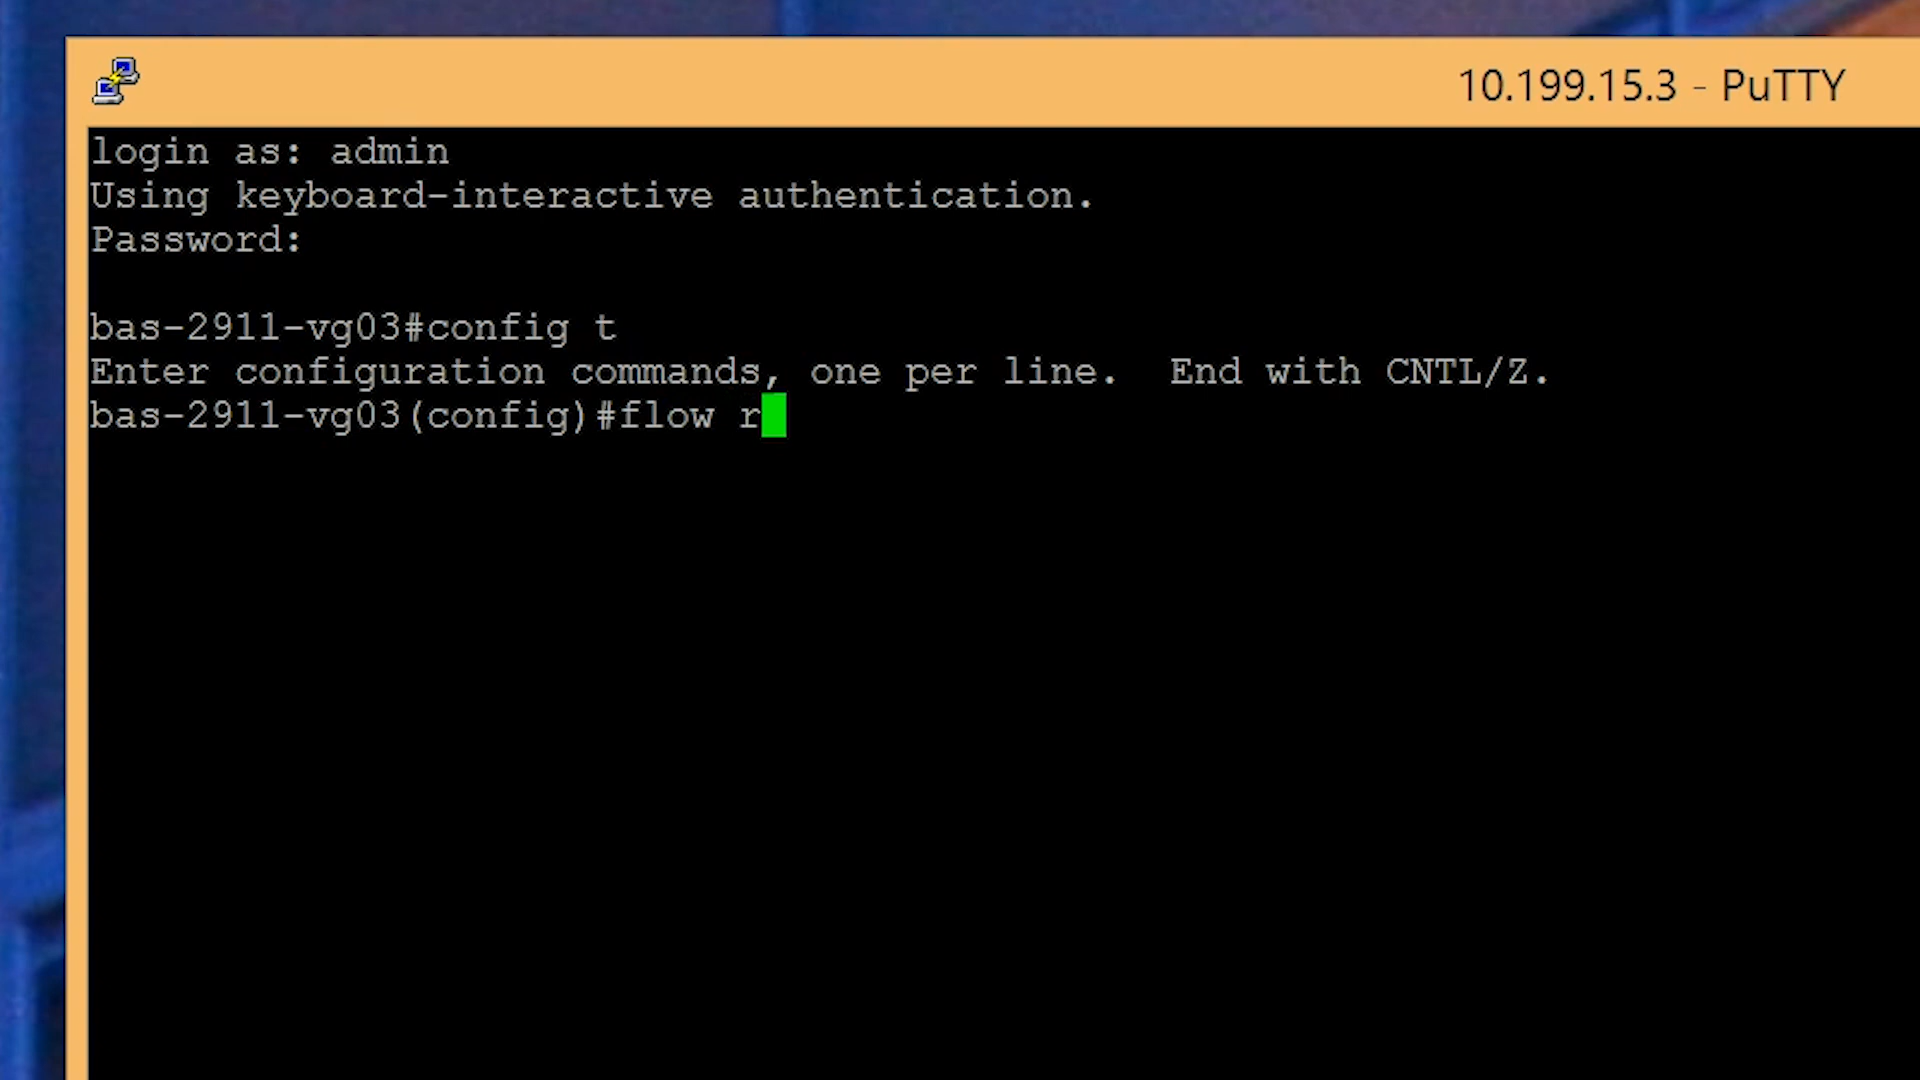 10.199.15.3 - PuTTY
login as: admin
Using keyboard-interactive authentication.
Password:
bas-2911-vg03#config t
Enter configuration commands, one per line.  End with CNTL/Z.
bas-2911-vg03(config)#flow r